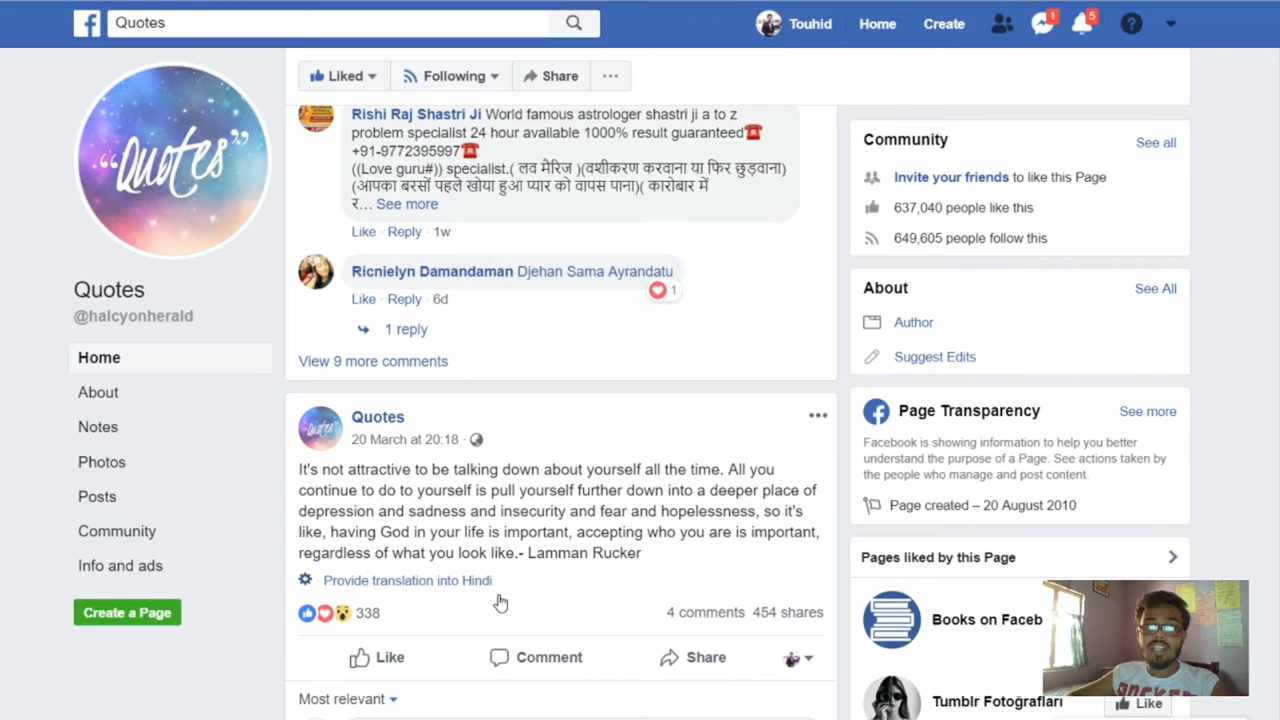 Quotes
Touhid
Home
Create
1
5
?
"Quotes"
Quotes
@halcyonherald
Home
About
Notes
Photos
Posts
Community
Info and ads
Create a Page
Liked
Following
Share
Rishi Raj Shastri Ji World famous astrologer shastri ji a to z
problem specialist 24 hour available 1000% result guaranteed☎️
+91-9772395997☎️
((Love guru#)) specialist.( लव मैरिज )(वशीकरण करवाना या फिर छुड़वाना)
(आपका बरसों पहले खोया हुआ प्यार को वापस पाना)( कारोबार में
र... See more
Like · Reply · 1w
Ricnielyn Damandaman Djehan Sama Ayrandatu
1
Like · Reply · 6d
1 reply
View 9 more comments
Quotes
20 March at 20:18 ·
It's not attractive to be talking down about yourself all the time. All you
continue to do to yourself is pull yourself further down into a deeper place of
depression and sadness and insecurity and fear and hopelessness, so it's
like, having God in your life is important, accepting who you are is important,
regardless of what you look like.- Lamman Rucker
· Provide translation into Hindi
338
4 comments 454 shares
Like
Comment
Share
Most relevant
Community
See all
Invite your friends to like this Page
637,040 people like this
649,605 people follow this
About
See All
Author
Suggest Edits
Page Transparency
See more
Facebook is showing information to help you better
understand the purpose of a Page. See actions taken by
the people who manage and post content.
Page created – 20 August 2010
Pages liked by this Page
Books on Faceb
Tumblr Fotoğrafları
Like